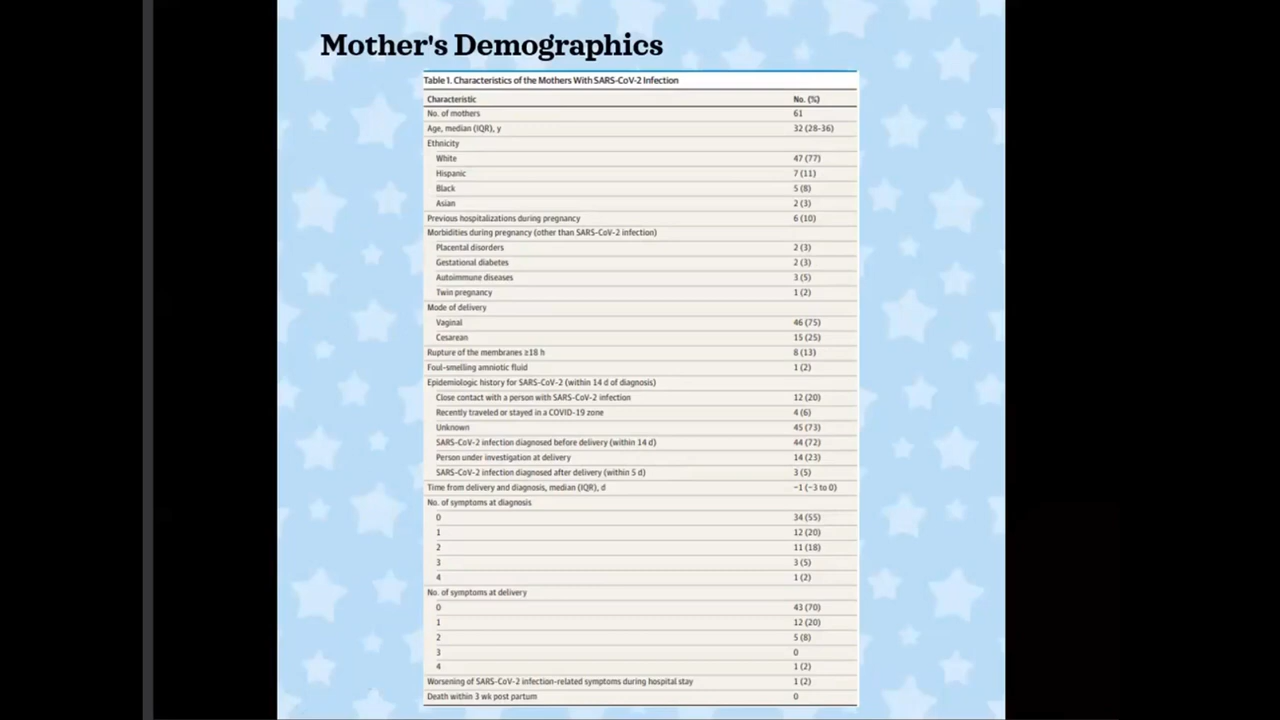 Mother's Demographics
Table 1. Characteristics of the Mothers With SARS-CoV-2 Infection
Characteristic No. (%)
No. of mothers 61
Age, median (IQR), y 32 (28-36)
Ethnicity
White 47 (77)
Hispanic 7 (11)
Black 5 (8)
Asian 2 (3)
Previous hospitalizations during pregnancy 6 (10)
Morbidities during pregnancy (other than SARS-CoV-2 infection)
Placental disorders 2 (3)
Gestational diabetes 2 (3)
Autoimmune diseases 3 (5)
Twin pregnancy 1 (2)
Mode of delivery
Vaginal 46 (75)
Cesarean 15 (25)
Rupture of the membranes ≥18 h 8 (13)
Foul-smelling amniotic fluid 1 (2)
Epidemiologic history for SARS-CoV-2 (within 14 d of diagnosis)
Close contact with a person with SARS-CoV-2 infection 12 (20)
Recently traveled or stayed in a COVID-19 zone 4 (6)
Unknown 45 (73)
SARS-CoV-2 infection diagnosed before delivery (within 14 d) 44 (72)
Person under investigation at delivery 14 (23)
SARS-CoV-2 infection diagnosed after delivery (within 5 d) 3 (5)
Time from delivery and diagnosis, median (IQR), d −1 (−3 to 0)
No. of symptoms at diagnosis
0 34 (55)
1 12 (20)
2 11 (18)
3 3 (5)
4 1 (2)
No. of symptoms at delivery
0 43 (70)
1 12 (20)
2 5 (8)
3 0
4 1 (2)
Worsening of SARS-CoV-2 infection-related symptoms during hospital stay 1 (2)
Death within 3 wk post partum 0